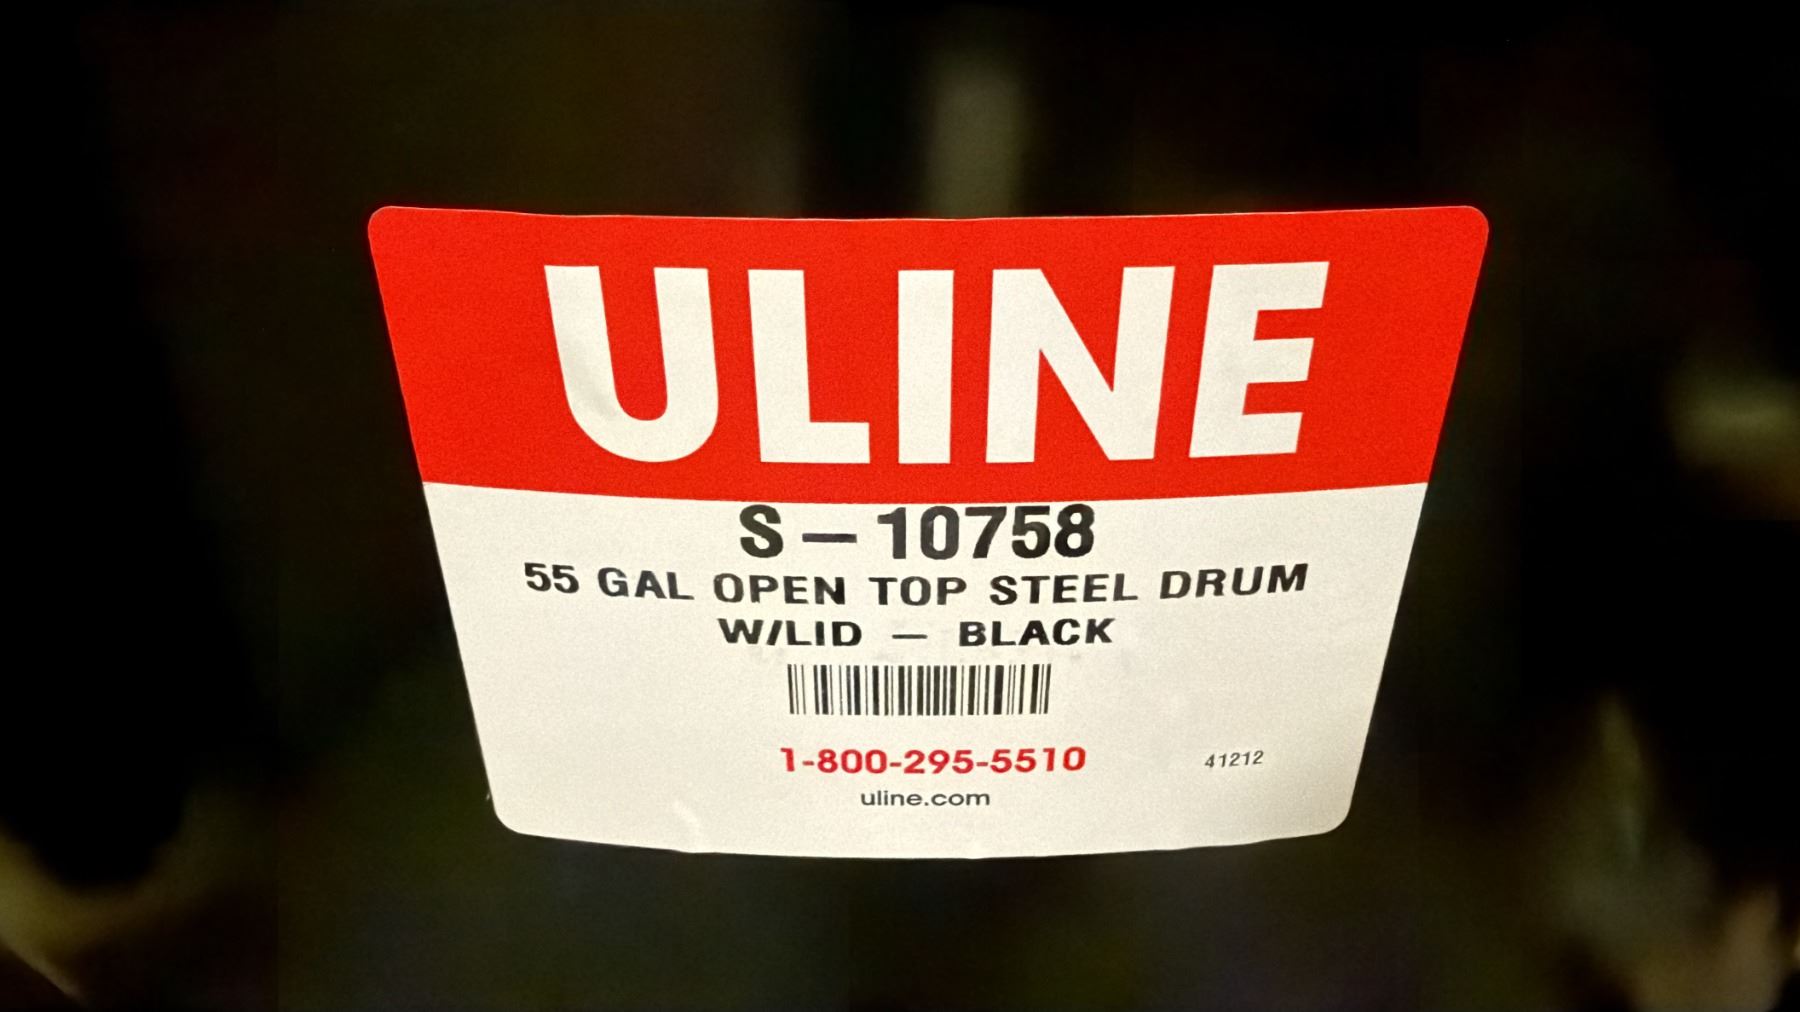 ULINE
S-10758
55 GAL OPEN TOP STEEL DRUM
W/LID - BLACK
1-800-295-5510
41212
uline.com